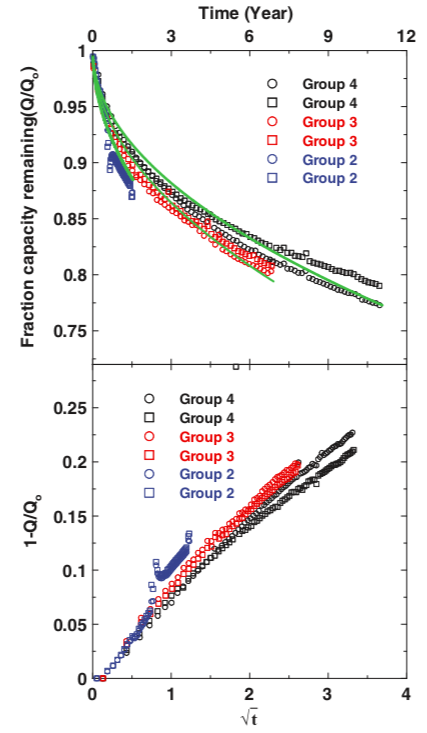 Time (Year)
0 3 6 9 12
1
0.95
0.9
0.85
0.8
0.75
Fraction capacity remaining(Q/Qo)
Group 4
Group 4
Group 3
Group 3
Group 2
Group 2
0.25
0.2
0.15
0.1
0.05
0
1-Q/Qo
Group 4
Group 4
Group 3
Group 3
Group 2
Group 2
0 1 2 3 4
√t